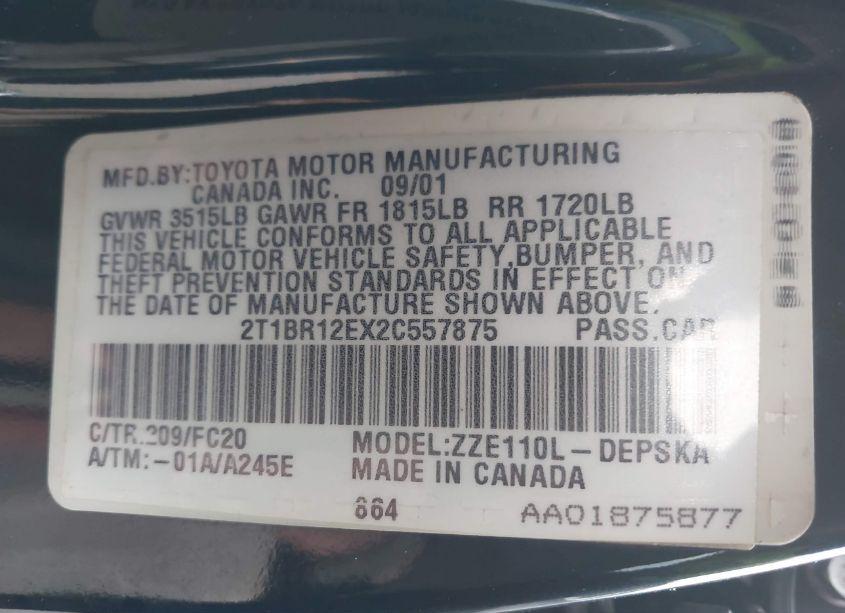 MFD.BY:TOYOTA MOTOR MANUFACTURING
CANADA INC. 09/01
GVWR 3515LB GAWR FR 1815LB RR 1720LB
THIS VEHICLE CONFORMS TO ALL APPLICABLE
FEDERAL MOTOR VEHICLE SAFETY,BUMPER, AND
THEFT PREVENTION STANDARDS IN EFFECT ON
THE DATE OF MANUFACTURE SHOWN ABOVE.
2T1BR12EX2C557875 PASS.CAR
C/TR:209/FC20
A/TM:-01A/A245E
MODEL:ZZE110L-DEPSKA
MADE IN CANADA
864 AA01875877